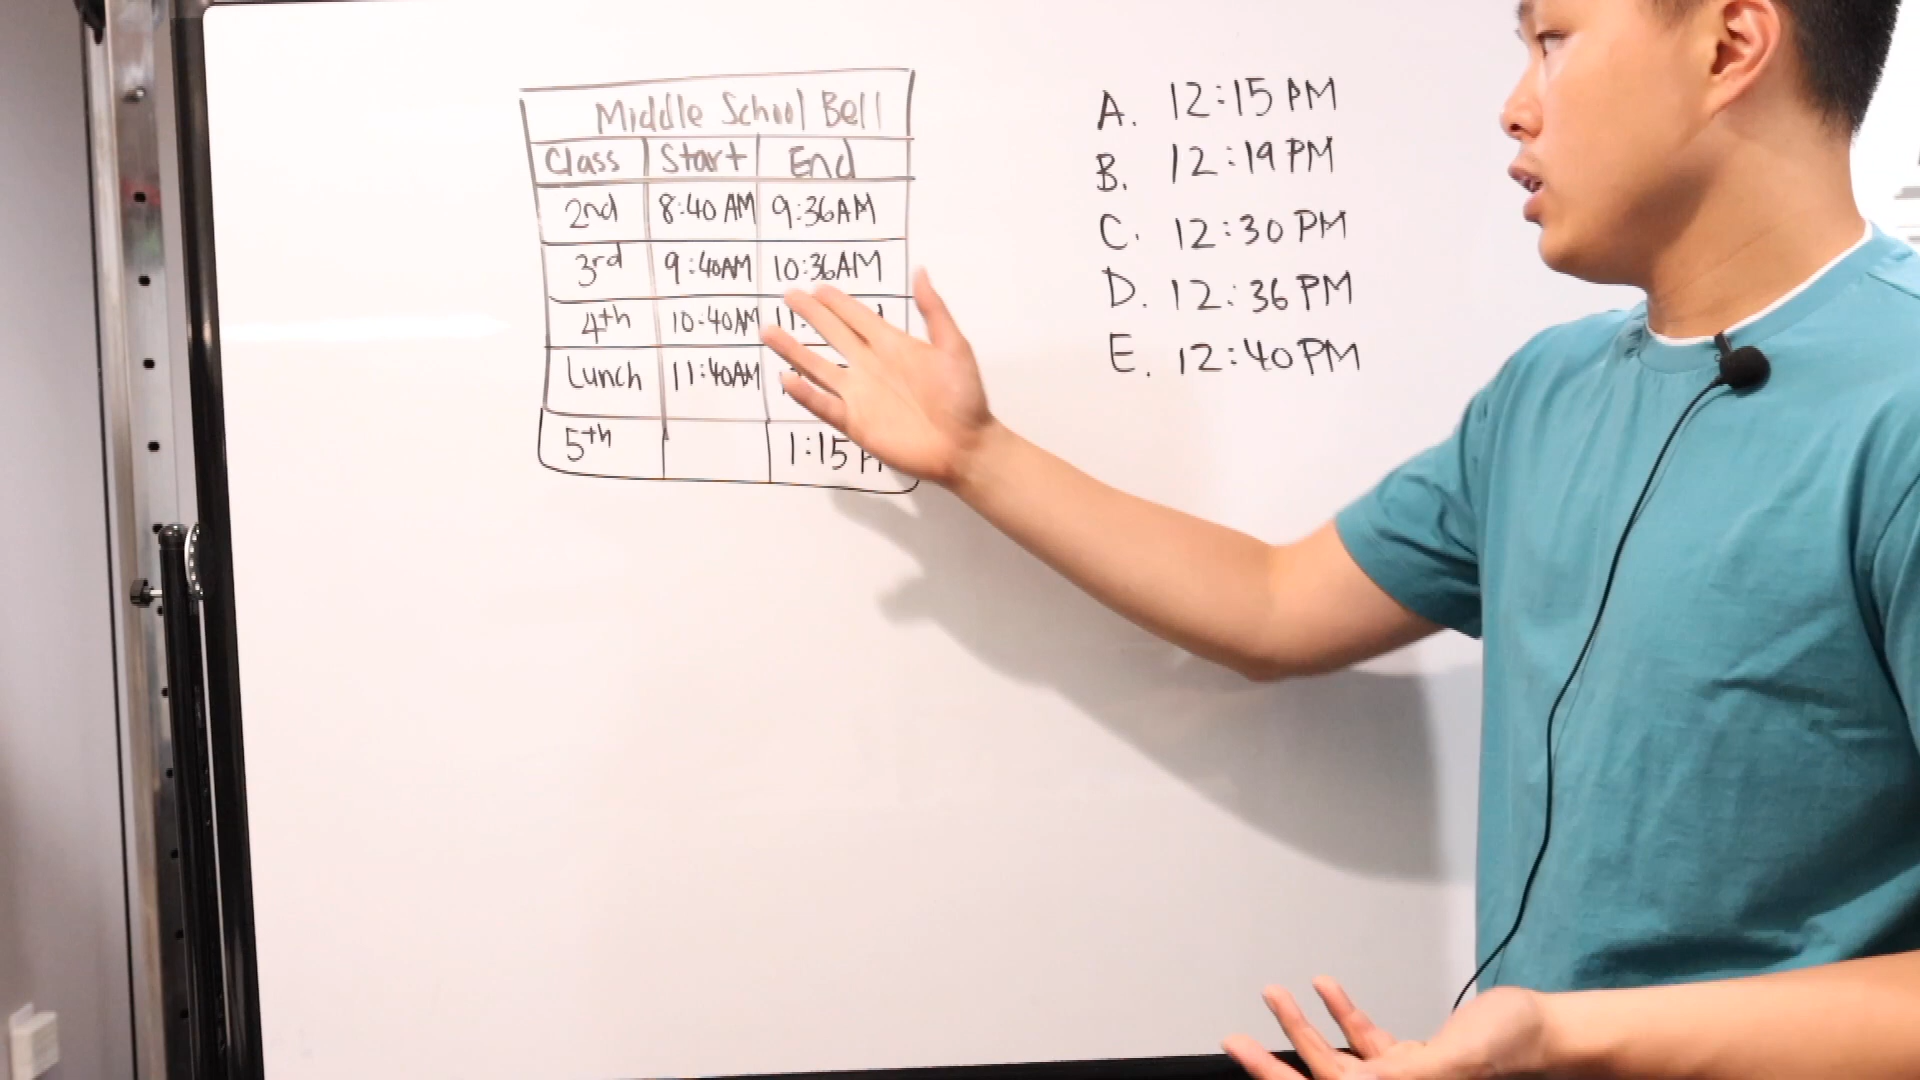 Middle School Bell
Class Start End
2nd 8:40 AM 9:36AM
3rd 9:40AM 10:36AM
4th 10:40AM
Lunch 11:40AM
5th 1:15
A. 12:15 PM
B. 12:19 PM
C. 12:30 PM
D. 12:36 PM
E. 12:40 PM